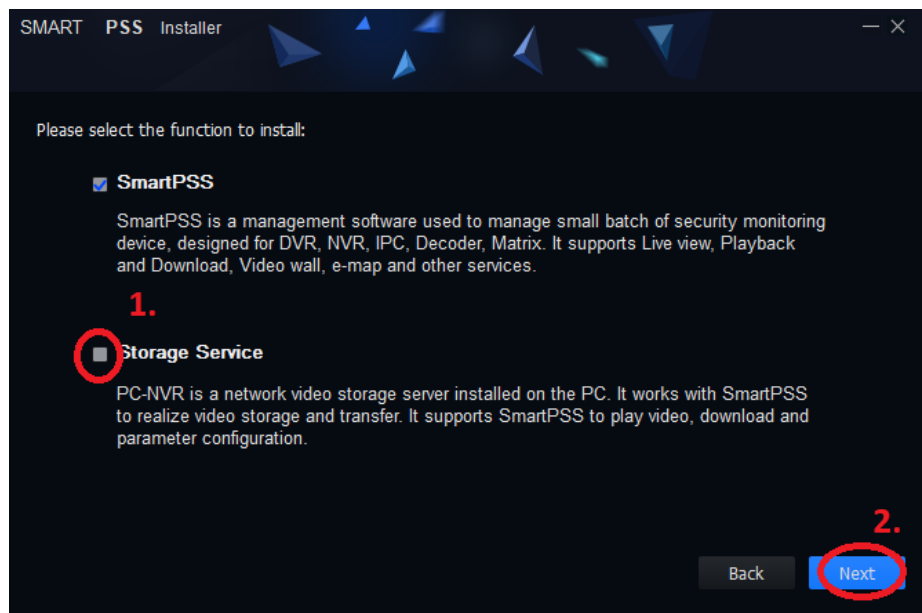 SMART PSS Installer
Please select the function to install:
SmartPSS
SmartPSS is a management software used to manage small batch of security monitoring
device, designed for DVR, NVR, IPC, Decoder, Matrix. It supports Live view, Playback
and Download, Video wall, e-map and other services.
1.
Storage Service
PC-NVR is a network video storage server installed on the PC. It works with SmartPSS
to realize video storage and transfer. It supports SmartPSS to play video, download and
parameter configuration.
2.
Back Next